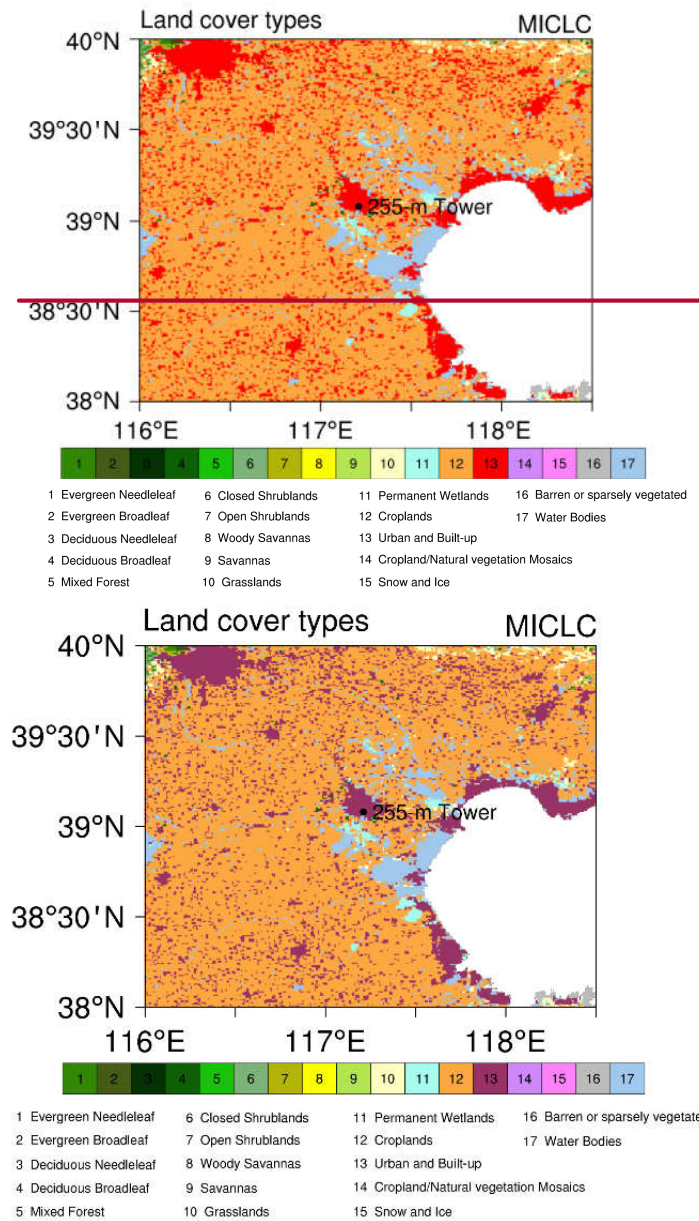 Land cover types MICLC
40°N
39°30'N
255-m Tower
39°N
38°30'N
38°N
116°E 117°E 118°E
1 2 3 4 5 6 7 8 9 10 11 12 13 14 15 16 17
1 Evergreen Needleleaf 6 Closed Shrublands 11 Permanent Wetlands 16 Barren or sparsely vegetated
2 Evergreen Broadleaf 7 Open Shrublands 12 Croplands 17 Water Bodies
3 Deciduous Needleleaf 8 Woody Savannas 13 Urban and Built-up
4 Deciduous Broadleaf 9 Savannas 14 Cropland/Natural vegetation Mosaics
5 Mixed Forest 10 Grasslands 15 Snow and Ice
Land cover types MICLC
40°N
39°30'N
255-m Tower
39°N
38°30'N
38°N
116°E 117°E 118°E
1 2 3 4 5 6 7 8 9 10 11 12 13 14 15 16 17
1 Evergreen Needleleaf 6 Closed Shrublands 11 Permanent Wetlands 16 Barren or sparsely vegetate
2 Evergreen Broadleaf 7 Open Shrublands 12 Croplands 17 Water Bodies
3 Deciduous Needleleaf 8 Woody Savannas 13 Urban and Built-up
4 Deciduous Broadleaf 9 Savannas 14 Cropland/Natural vegetation Mosaics
5 Mixed Forest 10 Grasslands 15 Snow and Ice